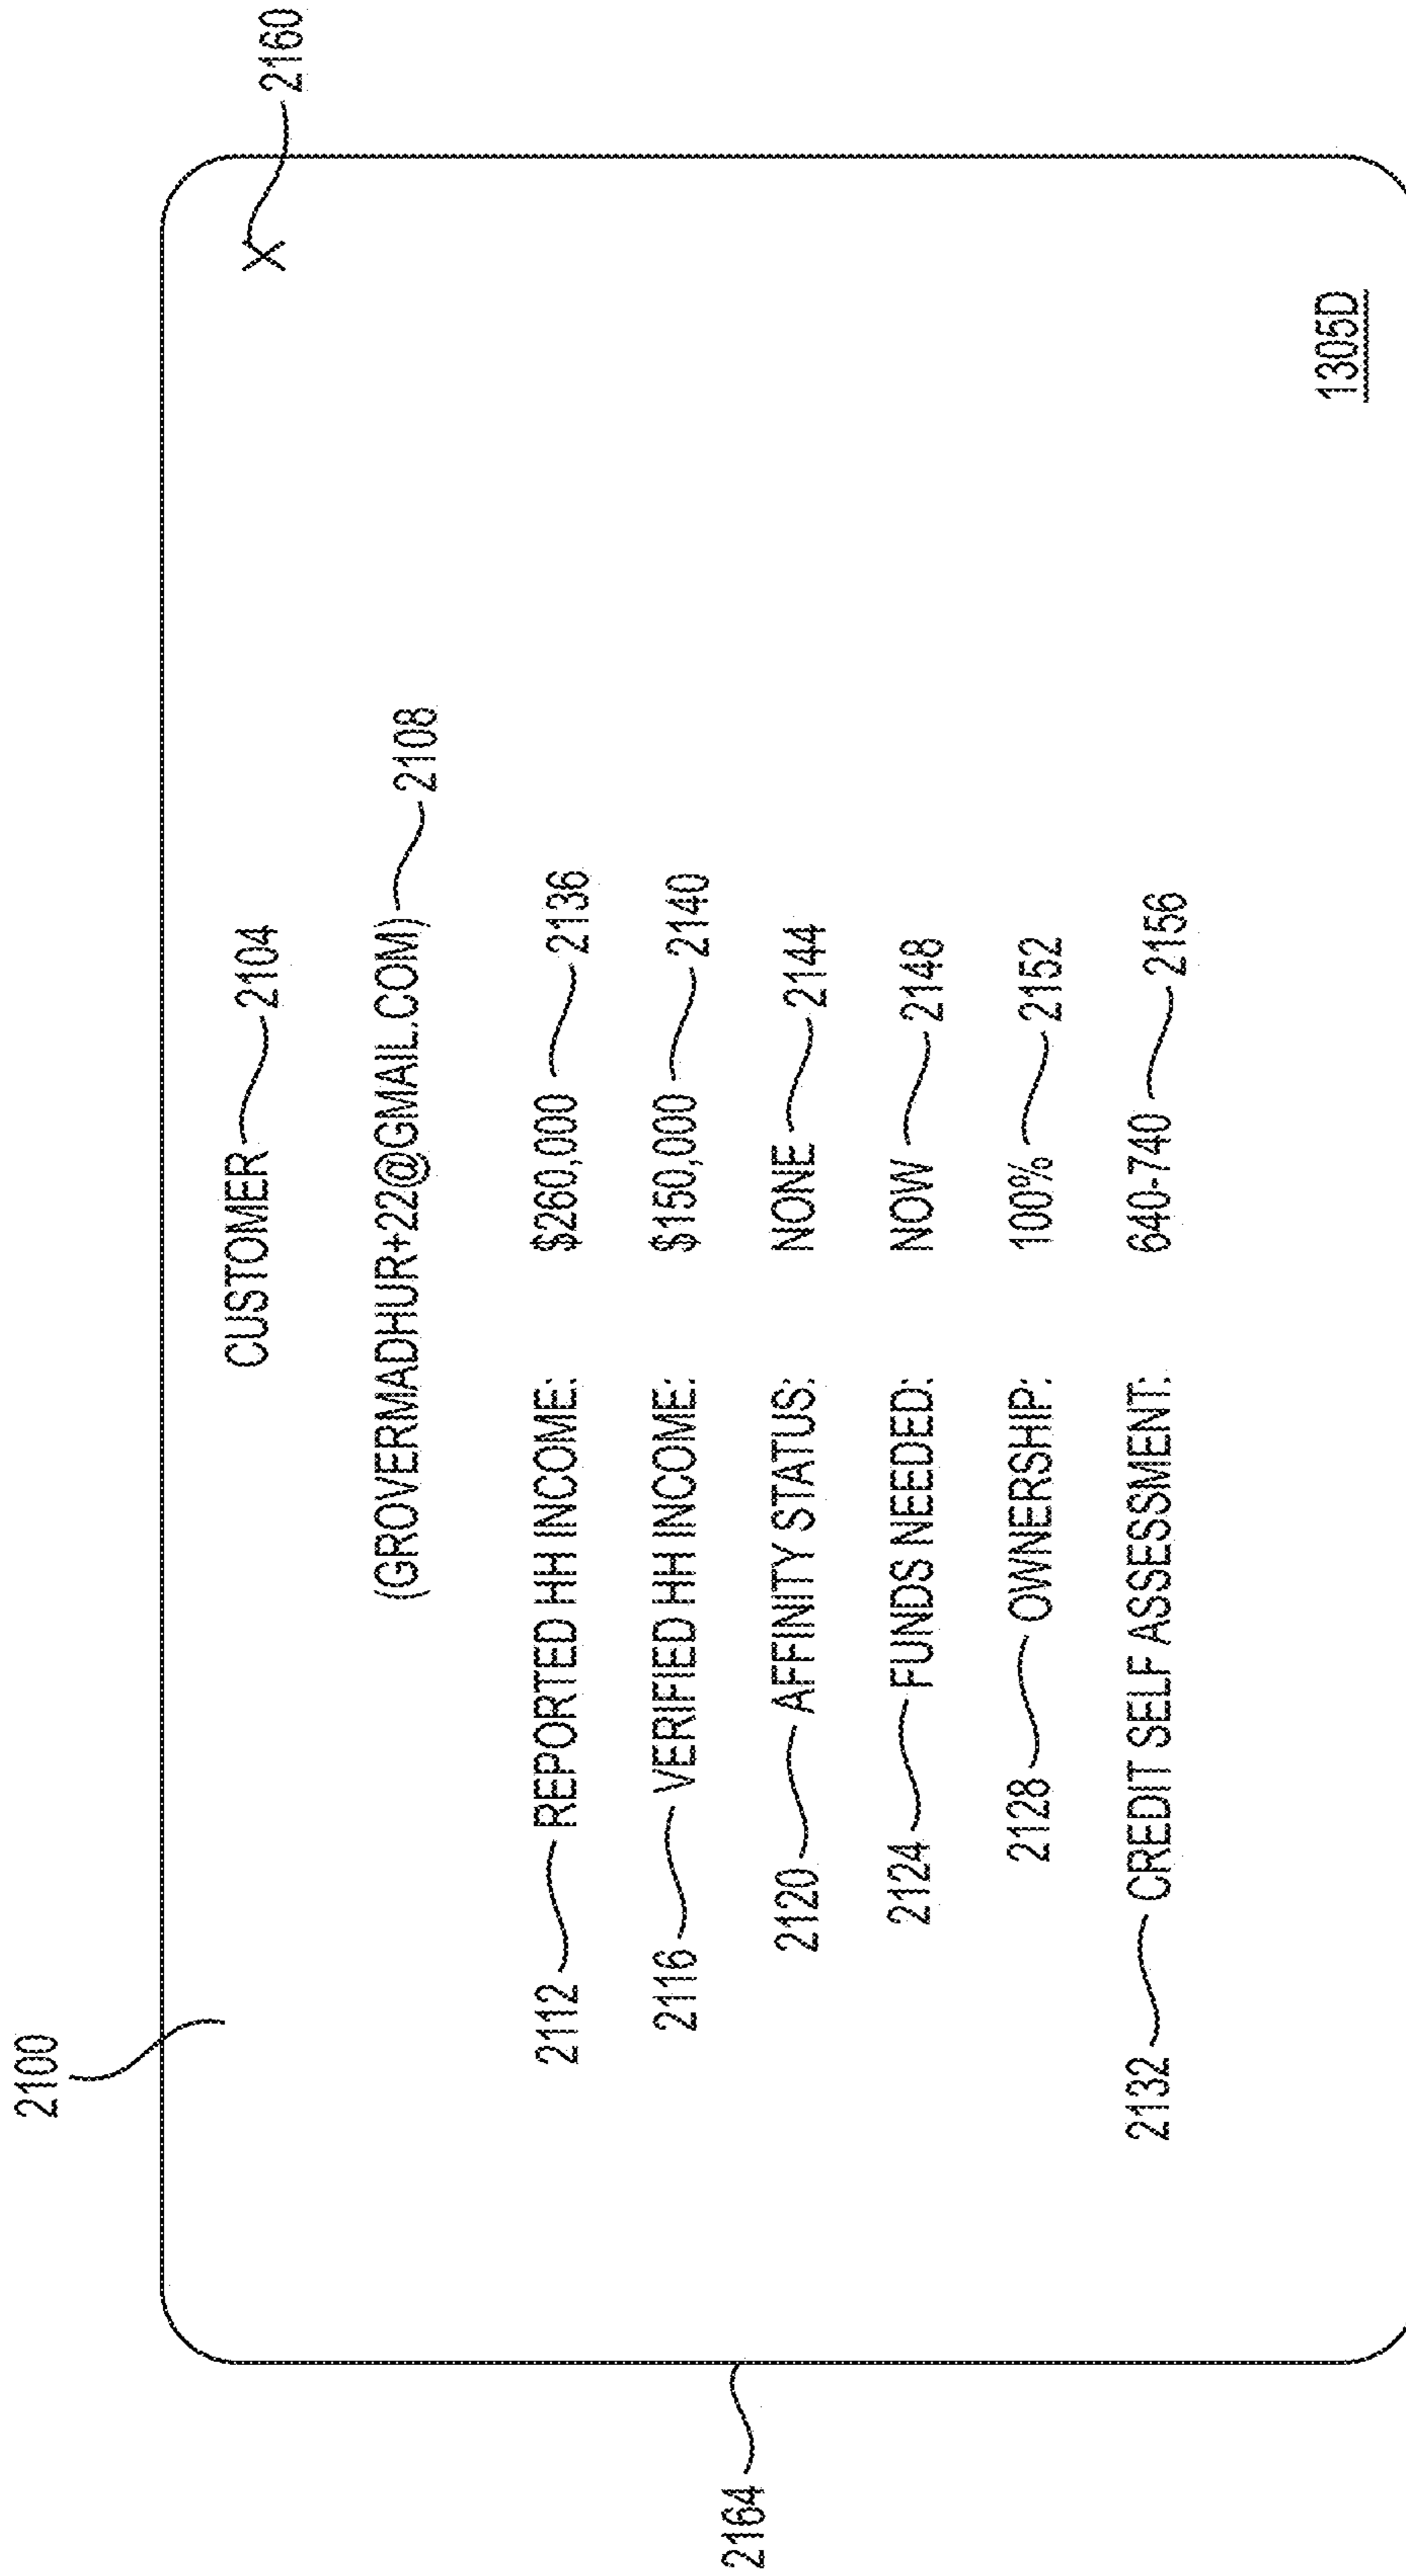 2100
CUSTOMER 2104
X 2160
(GROVERMADHUR+22@GMAIL.COM) 2108
2112 REPORTED HH INCOME: $260,000 2136
2116 VERIFIED HH INCOME: $150,000 2140
2120 AFFINITY STATUS: NONE 2144
2164
2124 FUNDS NEEDED: NOW 2148
2128 OWNERSHIP: 100% 2152
2132 CREDIT SELF ASSESSMENT: 640-740 2156
1305D